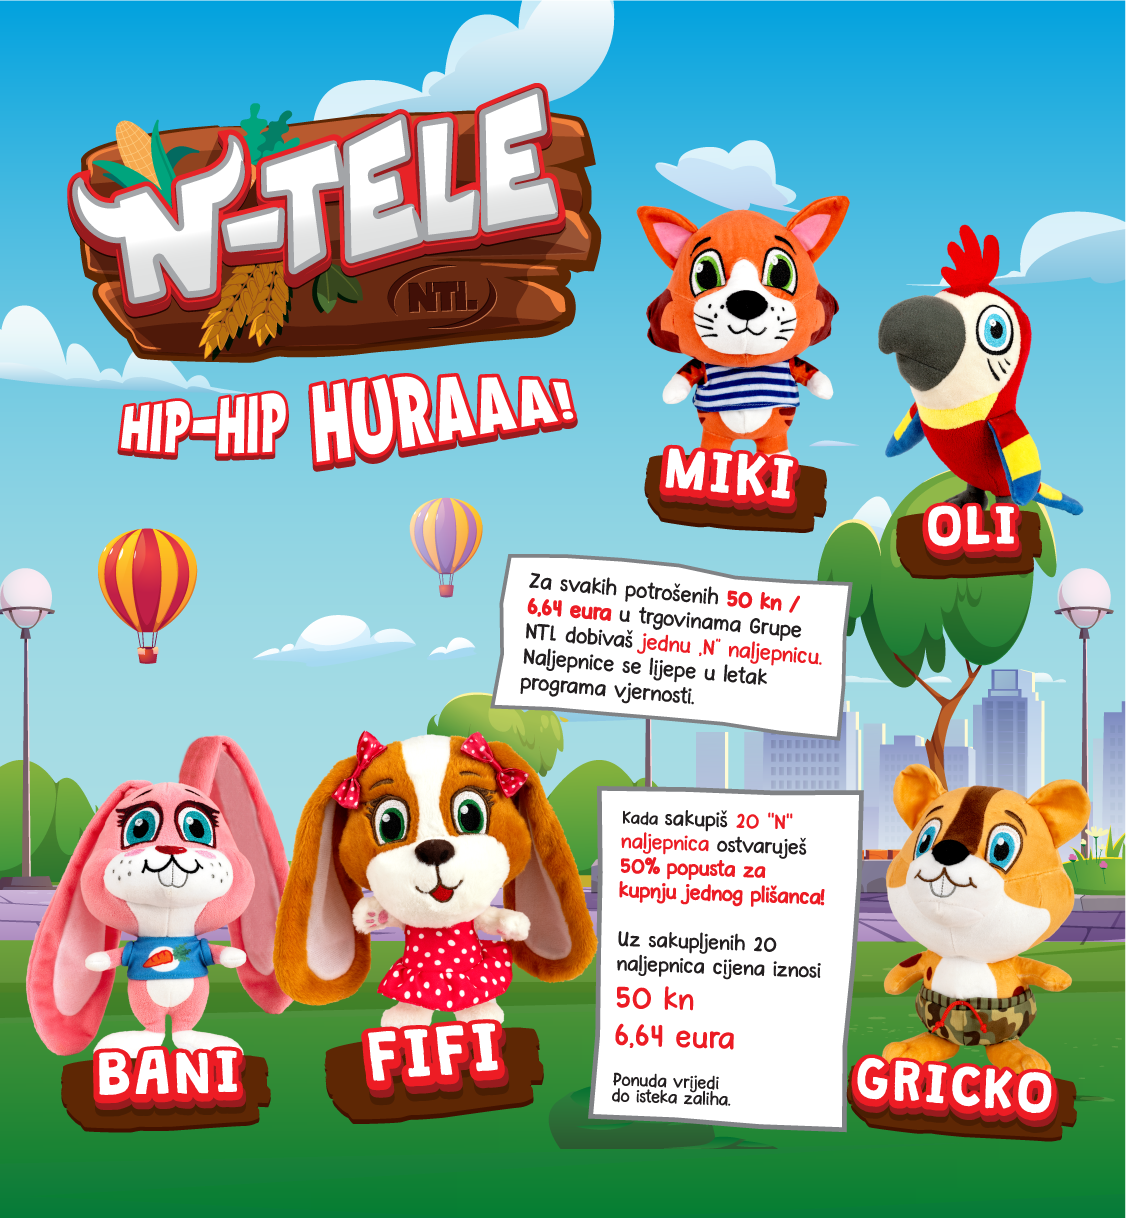 N-TELE
NTL
HIP-HIP HURAAA!
MIKI
OLI
Za svakih potrošenih 50 kn /
6,64 eura u trgovinama Grupe
NTL dobivaš jednu „N“ naljepnicu.
Naljepnice se lijepe u letak
programa vjernosti.
Kada sakupiš 20 "N"
naljepnica ostvaruješ
50% popusta za
kupnju jednog plišanca!
Uz sakupljenih 20
naljepnica cijena iznosi
50 kn
6,64 eura
Ponuda vrijedi
do isteka zaliha.
BANI
FIFI
GRICKO